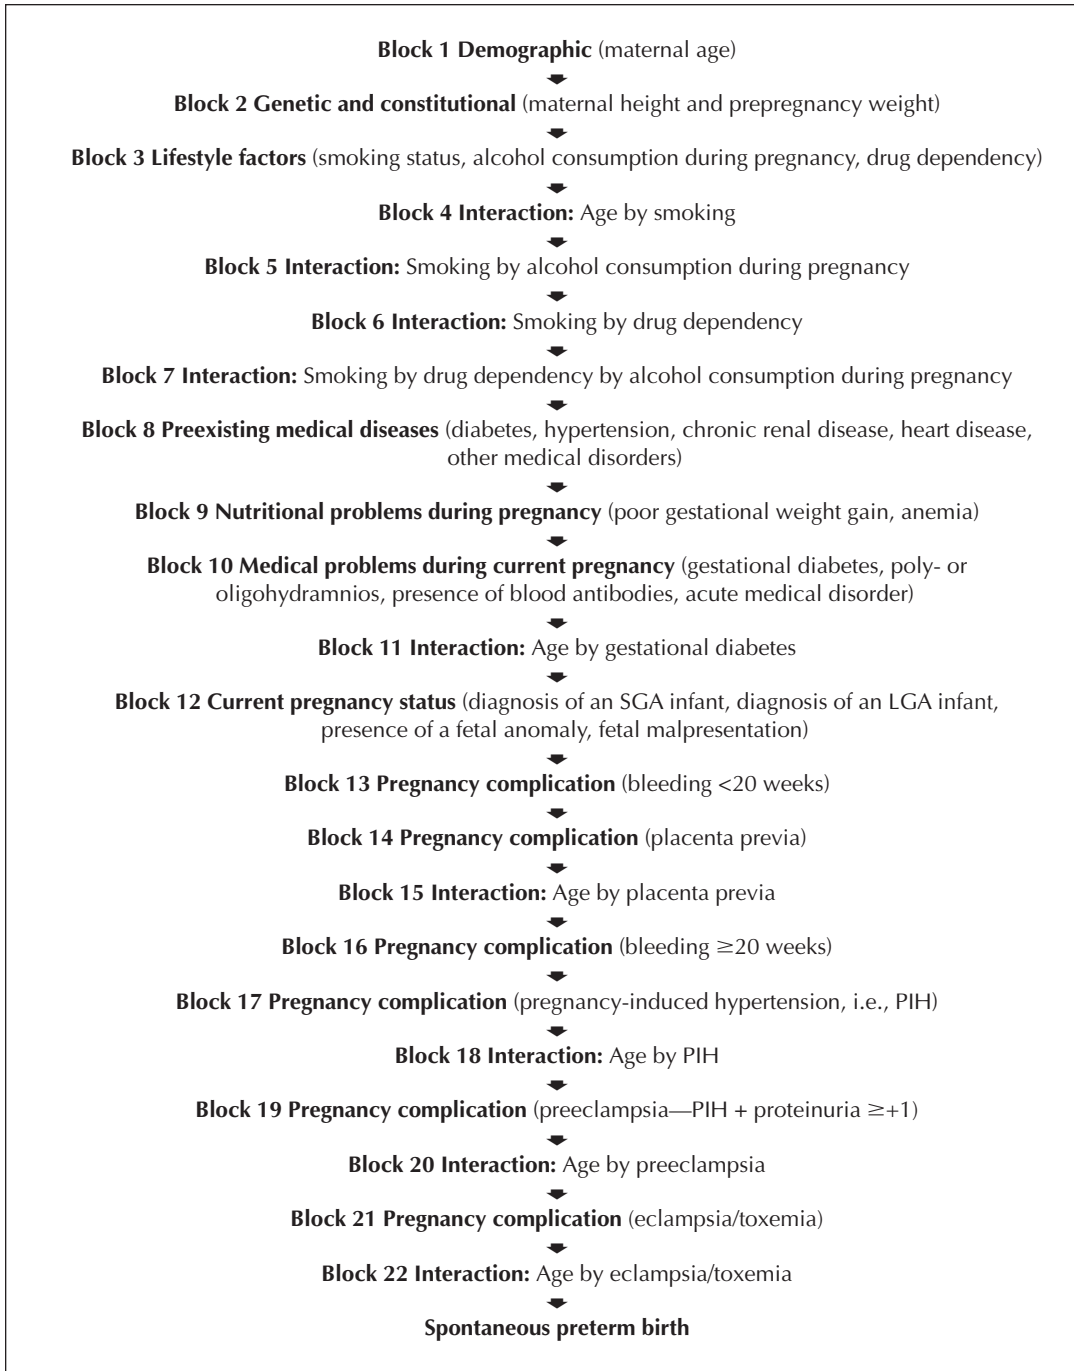 Block 1 Demographic (maternal age)
Block 2 Genetic and constitutional (maternal height and prepregnancy weight)
Block 3 Lifestyle factors (smoking status, alcohol consumption during pregnancy, drug dependency)
Block 4 Interaction: Age by smoking
Block 5 Interaction: Smoking by alcohol consumption during pregnancy
Block 6 Interaction: Smoking by drug dependency
Block 7 Interaction: Smoking by drug dependency by alcohol consumption during pregnancy
Block 8 Preexisting medical diseases (diabetes, hypertension, chronic renal disease, heart disease,
other medical disorders)
Block 9 Nutritional problems during pregnancy (poor gestational weight gain, anemia)
Block 10 Medical problems during current pregnancy (gestational diabetes, poly- or
oligohydramnios, presence of blood antibodies, acute medical disorder)
Block 11 Interaction: Age by gestational diabetes
Block 12 Current pregnancy status (diagnosis of an SGA infant, diagnosis of an LGA infant,
presence of a fetal anomaly, fetal malpresentation)
Block 13 Pregnancy complication (bleeding <20 weeks)
Block 14 Pregnancy complication (placenta previa)
Block 15 Interaction: Age by placenta previa
Block 16 Pregnancy complication (bleeding ≥20 weeks)
Block 17 Pregnancy complication (pregnancy-induced hypertension, i.e., PIH)
Block 18 Interaction: Age by PIH
Block 19 Pregnancy complication (preeclampsia—PIH + proteinuria ≥+1)
Block 20 Interaction: Age by preeclampsia
Block 21 Pregnancy complication (eclampsia/toxemia)
Block 22 Interaction: Age by eclampsia/toxemia
Spontaneous preterm birth